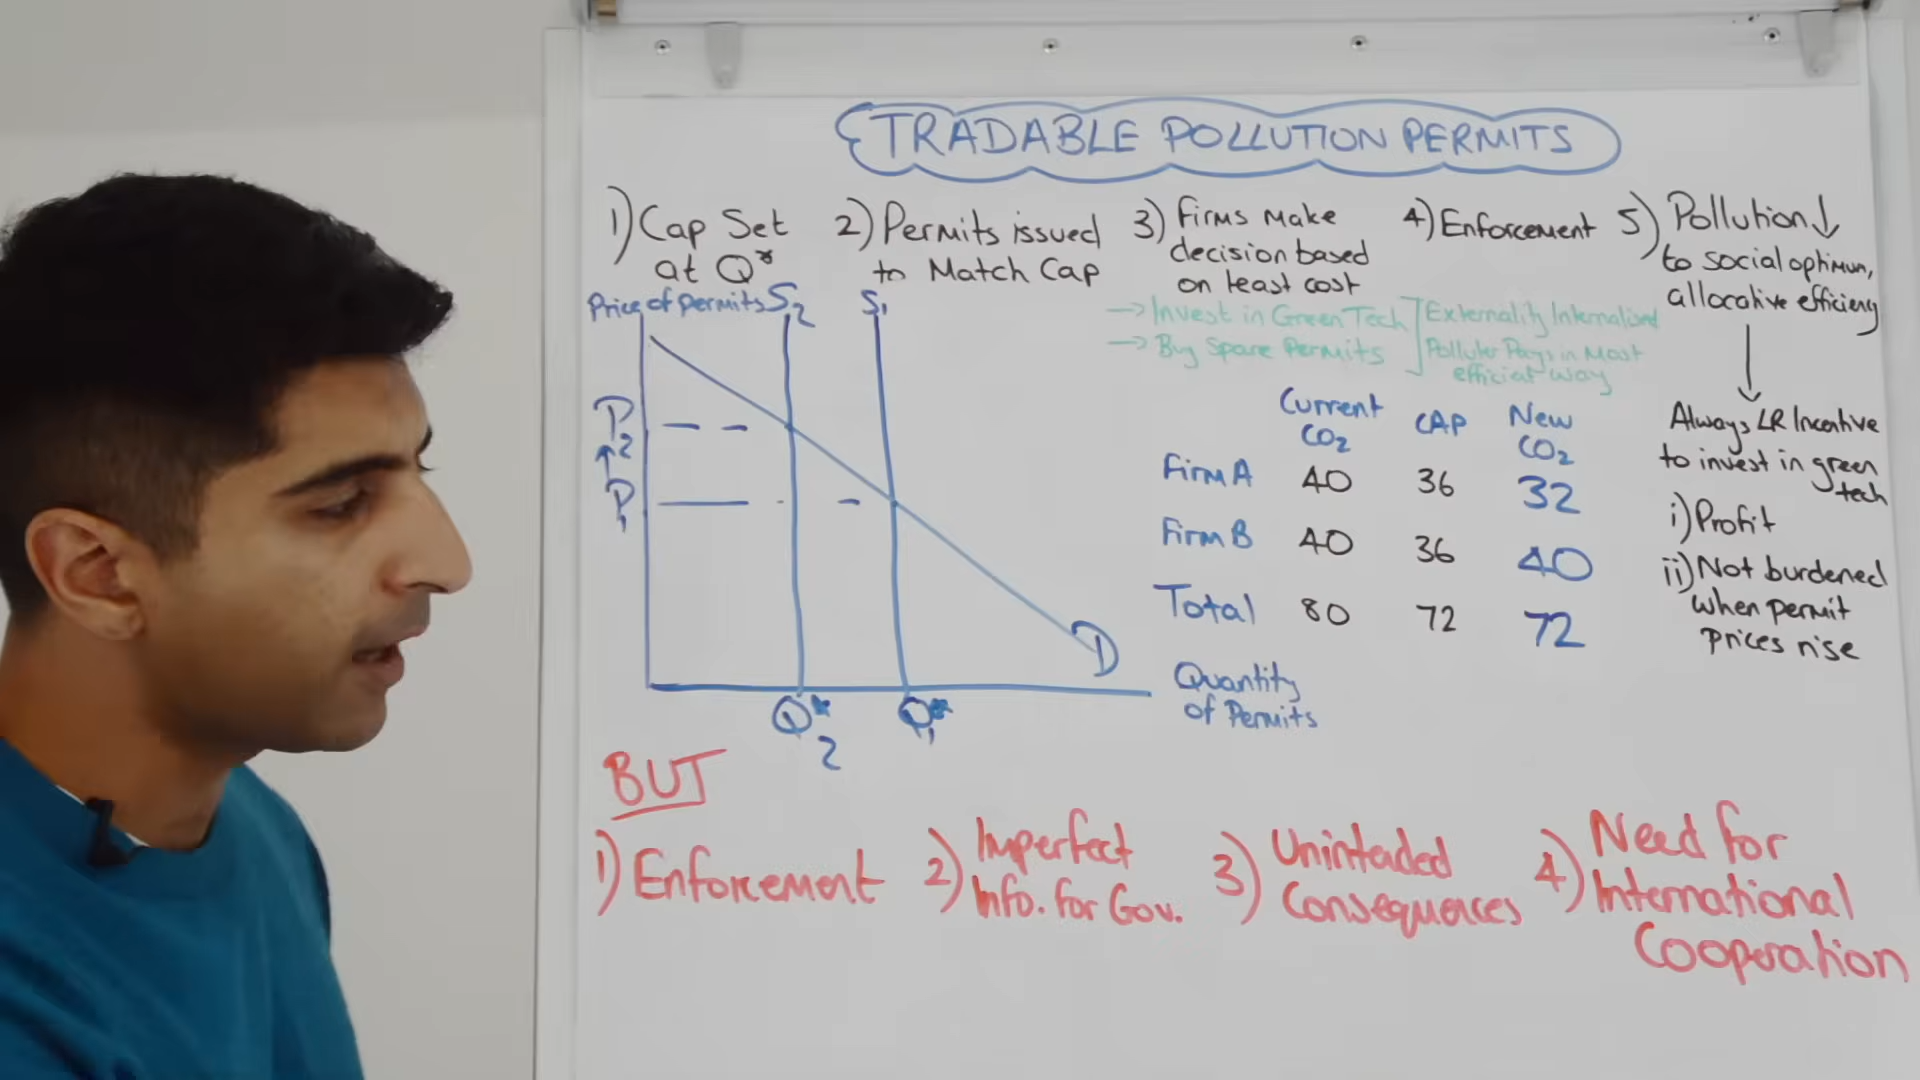 TRADABLE POLLUTION PERMITS
1) Cap Set
at Q*
2) Permits issued
to Match Cap
3) Firms Make
decision based
on least cost
→ Invest in Green Tech
→ Buy Spare Permits
Externality Internalised
Polluter Pays in Most
efficient way
4) Enforcement
5) Pollution ↓
to social optimum,
allocative efficiency
Always LR Incentive
to invest in green
tech
i) Profit
ii) Not burdened
when permit
prices rise
Price of permits
S2
S1
P2
P1
D
Q*2
Q*1
Quantity
of Permits
Current CO2 CAP New CO2
Firm A 40 36 32
Firm B 40 36 40
Total 80 72 72
BUT
1) Enforcement
2) Imperfect
Info. for Gov.
3) Unintended
Consequences
4) Need for
International
Cooperation